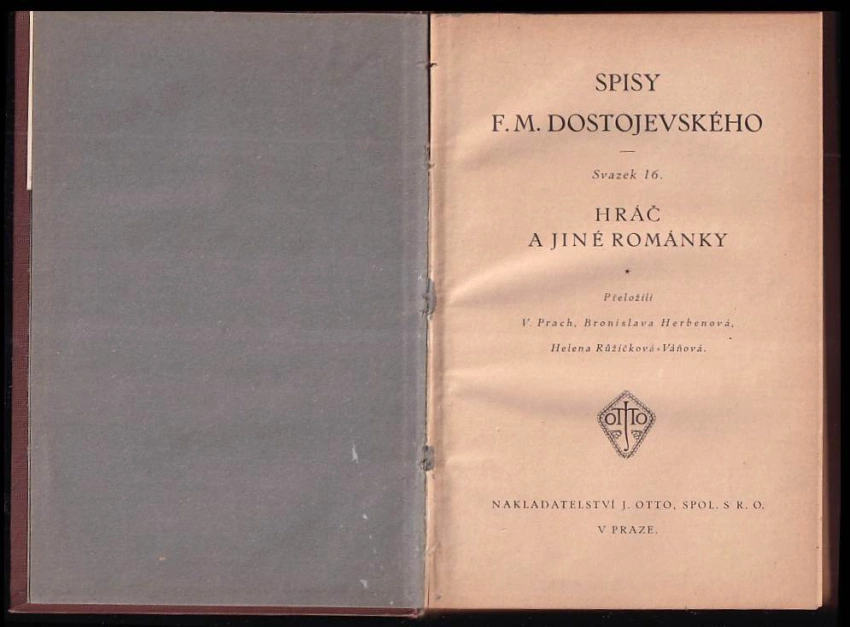 SPISY
F. M. DOSTOJEVSKÉHO
Svazek 16.
HRÁČ
A JINÉ ROMÁNKY
Přeložili
V. Prach, Bronislava Herbenová,
Helena Růžičková-Váňová.
OTTO
NAKLADATELSTVÍ J. OTTO, SPOL. S R. O.
V PRAZE.